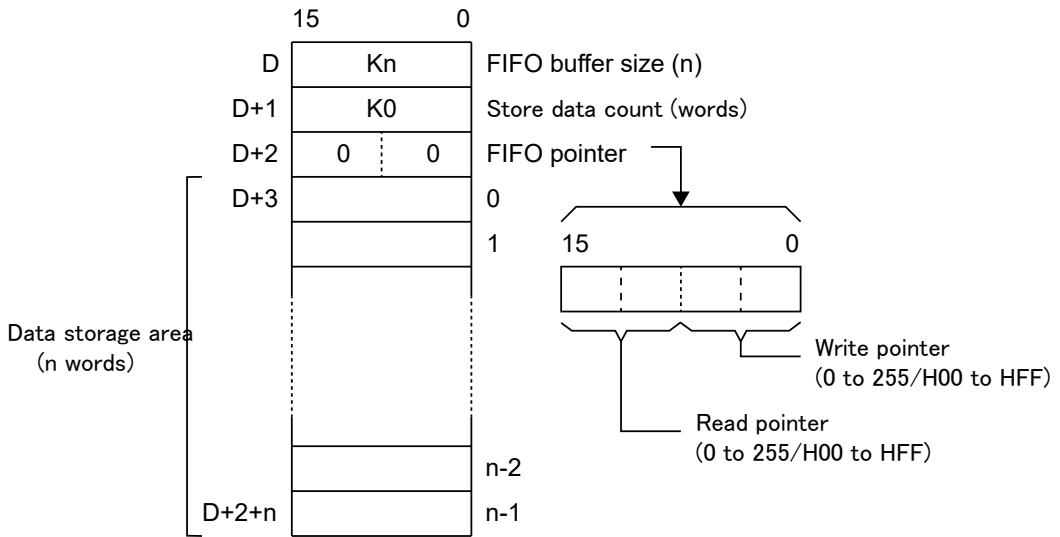 15 0
D Kn FIFO buffer size (n)
D+1 K0 Store data count (words)
D+2 0 0 FIFO pointer
D+3 0
1
15 0
Data storage area
(n words)
Write pointer
(0 to 255/H00 to HFF)
Read pointer
(0 to 255/H00 to HFF)
n-2
D+2+n n-1